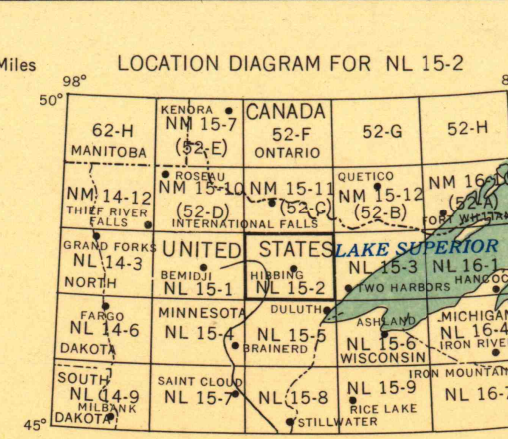 Miles
LOCATION DIAGRAM FOR NL 15-2
98°
50°
KENORA
CANADA
62-H
NM 15-7
52-F
52-G
52-H
(52-E)
MANITOBA
ONTARIO
ROSEAU
QUETICO
NM 14-12
NM 15-10
NM 15-11
NM 15-12
(52-D)
(52-C)
(52-B)
(52-A)
THIEF RIVER
FALLS
INTERNATIONAL FALLS
FORT WILLIAM
GRAND FORKS
UNITED STATES
LAKE SUPERIOR
NL 14-3
NL 15-3
NL 16-1
BEMIDJI
HIBBING
NORTH
NL 15-1
NL 15-2
TWO HARBORS
HANCOC
FARGO
MINNESOTA
DULUTH
ASHLAND
MICHIGAN
NL 14-6
NL 15-4
NL 15-5
NL 15-6
NL 16-4
DAKOTA
BRAINERD
WISCONSIN
IRON RIVER
IRON MOUNTAIN
SOUTH
SAINT CLOUD
NL 14-9
NL 15-7
NL 15-8
NL 15-9
NL 16-7
MILBANK
RICE LAKE
DAKOTA
STILLWATER
45°